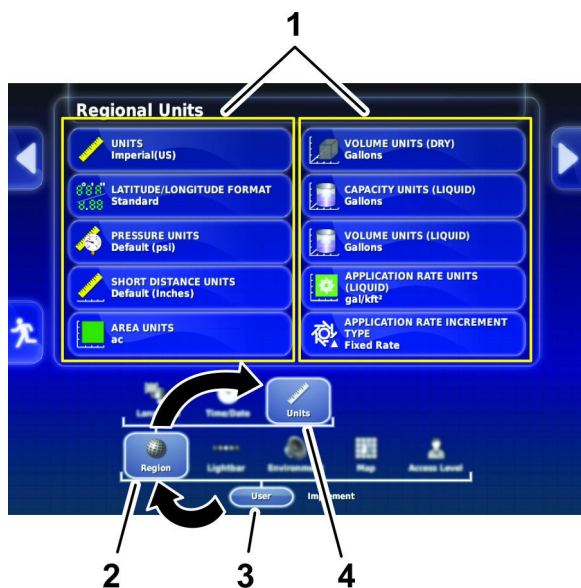 1
Regional Units
UNITS
Imperial(US)
LATITUDE/LONGITUDE FORMAT
Standard
PRESSURE UNITS
Default (psi)
SHORT DISTANCE UNITS
Default (Inches)
AREA UNITS
ac
VOLUME UNITS (DRY)
Gallons
CAPACITY UNITS (LIQUID)
Gallons
VOLUME UNITS (LIQUID)
Gallons
APPLICATION RATE UNITS
(LIQUID)
gal/kft²
APPLICATION RATE INCREMENT
TYPE
Fixed Rate
Time/Date
Units
Region
Lightbar
Map
Access Level
User
2
3
4